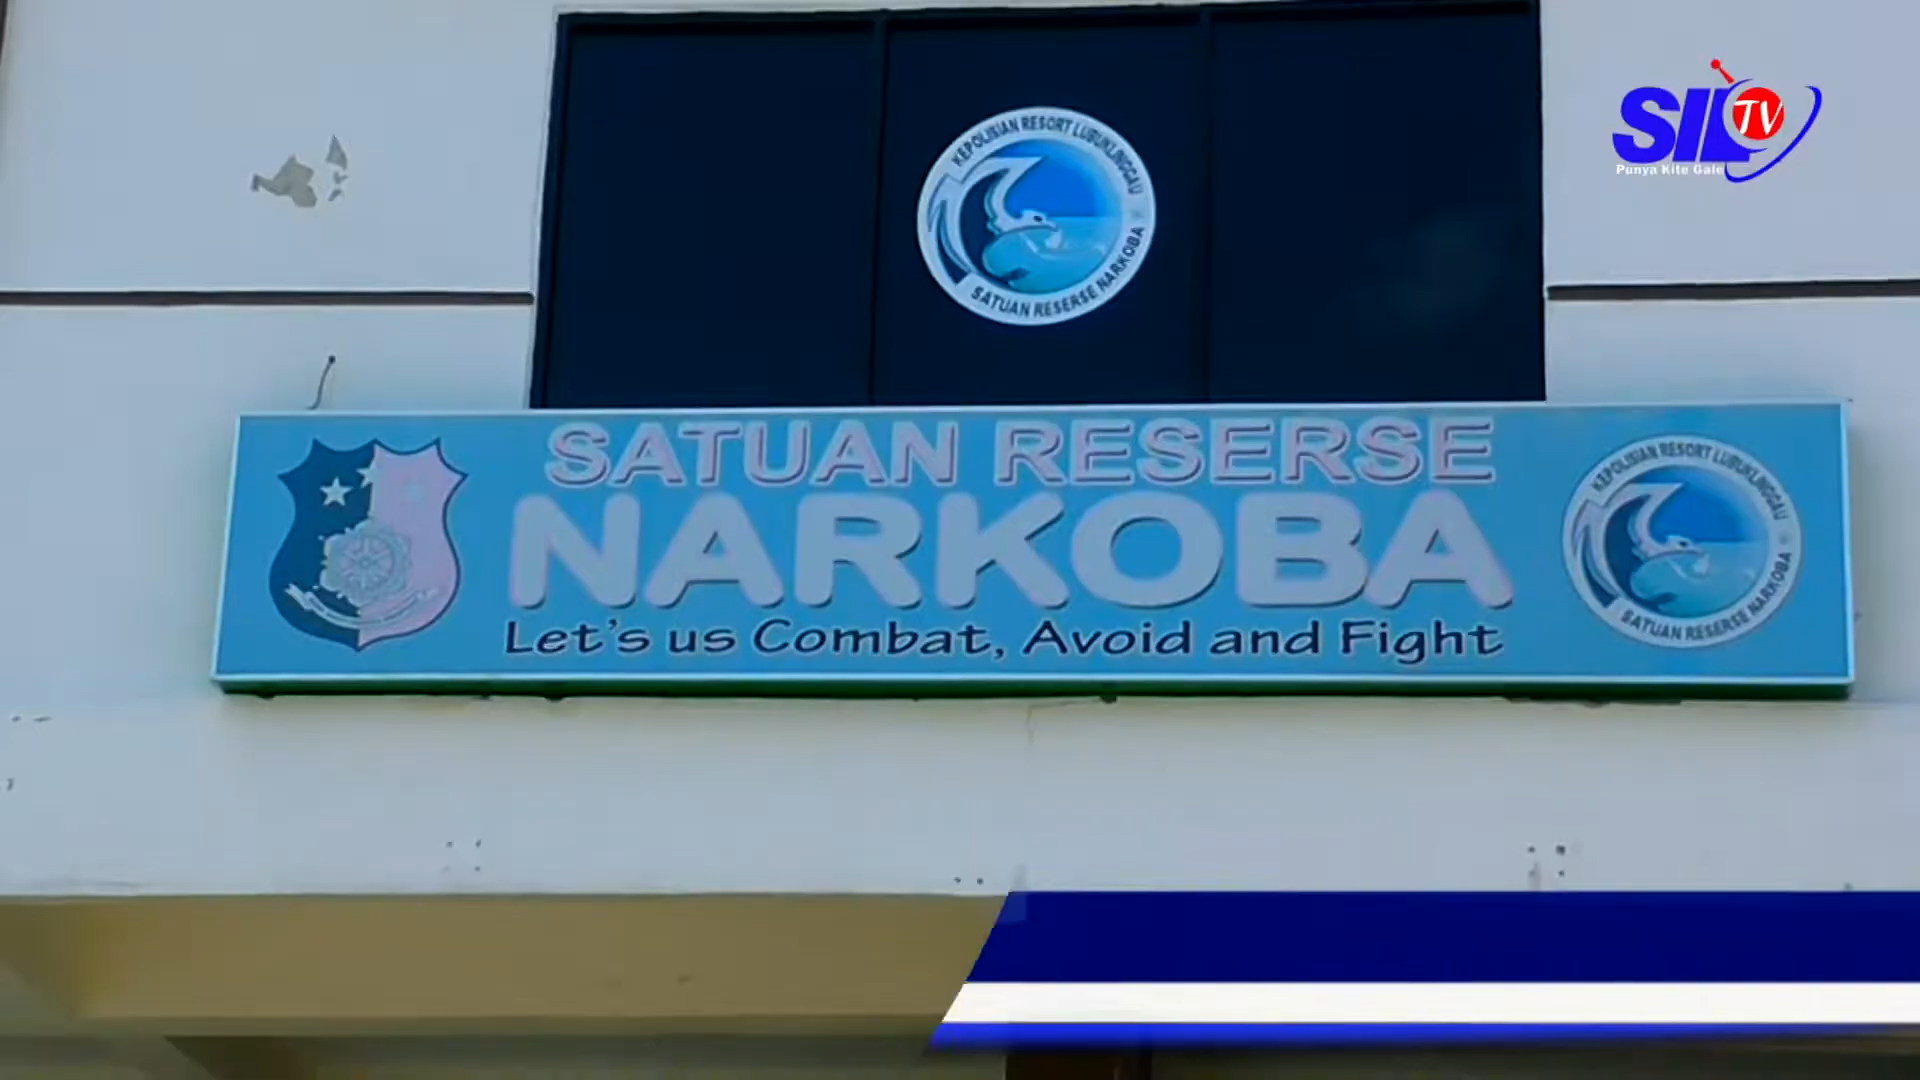 SIL TV
Punya Kite Gale
KEPOLISIAN RESORT LUBUKLINGGAU
SATUAN RESERSE NARKOBA
SATUAN RESERSE
NARKOBA
Let's us Combat, Avoid and Fight
KEPOLISIAN RESORT LUBUKLINGGAU
SATUAN RESERSE NARKOBA